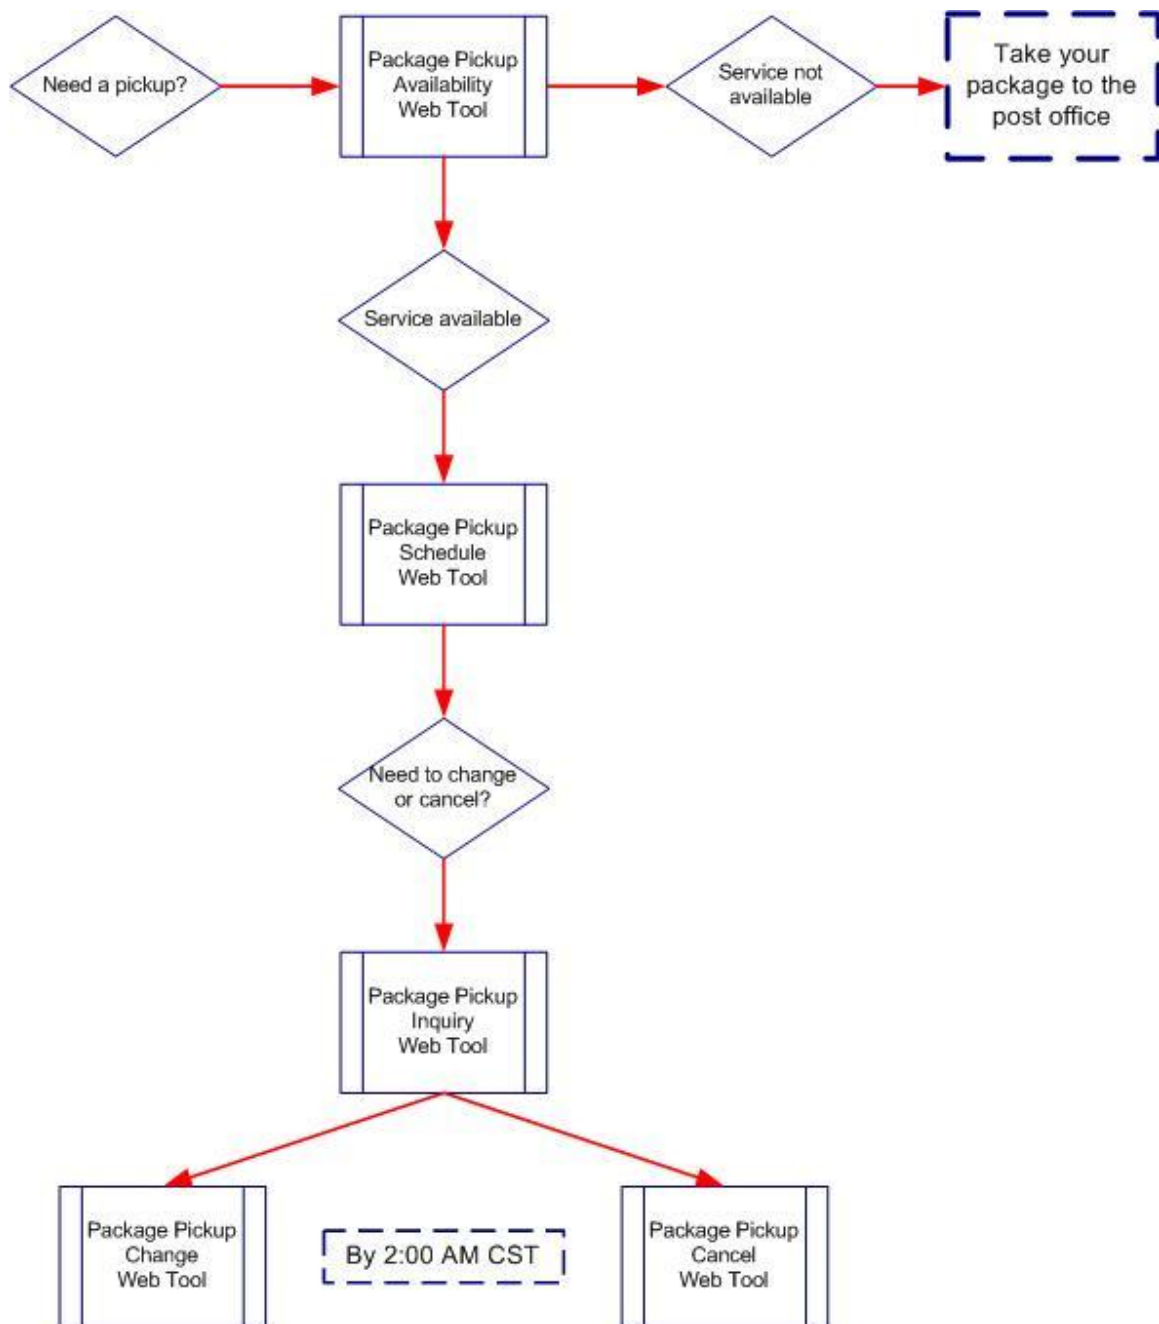 Need a pickup?
Package Pickup
Availability
Web Tool
Service not
available
Take your
package to the
post office
Service available
Package Pickup
Schedule
Web Tool
Need to change
or cancel?
Package Pickup
Inquiry
Web Tool
Package Pickup
Change
Web Tool
By 2:00 AM CST
Package Pickup
Cancel
Web Tool